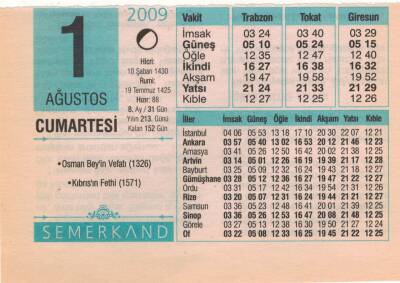 2009
1
AĞUSTOS
CUMARTESİ
Hicri:
10 Şaban 1430
Rumi:
19 Temmuz 1425
Hızır: 88
8. Ay / 31 Gün
Yılın 213. Günü
Kalan 152 Gün
•Osman Bey'in Vefatı (1326)
•Kıbrıs'ın Fethi (1571)
SEMERKAND
Vakit Trabzon Tokat Giresun
İmsak 03 24 03 40 03 29
Güneş 05 10 05 24 05 15
Öğle 12 35 12 47 12 40
İkindi 16 27 16 38 16 32
Akşam 19 47 19 58 19 52
Yatsı 21 24 21 33 21 29
Kıble 12 26 12 27 12 27
İller İmsak Güneş Öğle İkindi Akşam Yatsı Kıble
İstanbul 04 06 05 53 13 18 17 10 20 30 22 07 12 21
Ankara 03 57 05 40 13 02 16 53 20 12 21 46 12 23
Amasya 03 41 05 26 12 50 16 42 20 02 21 38 12 25
Artvin 03 14 05 01 12 26 16 19 19 39 21 17 12 28
Bayburt 03 25 05 09 12 32 16 24 19 43 21 18 12 28
Gümüşhane 03 28 05 12 12 36 16 27 19 47 21 22 12 27
Ordu 03 31 05 17 12 42 16 34 19 54 21 31 12 26
Rize 03 20 05 07 12 31 16 24 19 44 21 21 12 27
Samsun 03 36 05 23 12 48 16 41 20 01 21 39 12 25
Sinop 03 36 05 26 12 53 16 47 20 08 21 48 12 25
Görele 03 27 05 13 12 38 16 30 19 50 21 27 12 26
Of 03 22 05 08 12 33 16 25 19 45 21 22 12 25